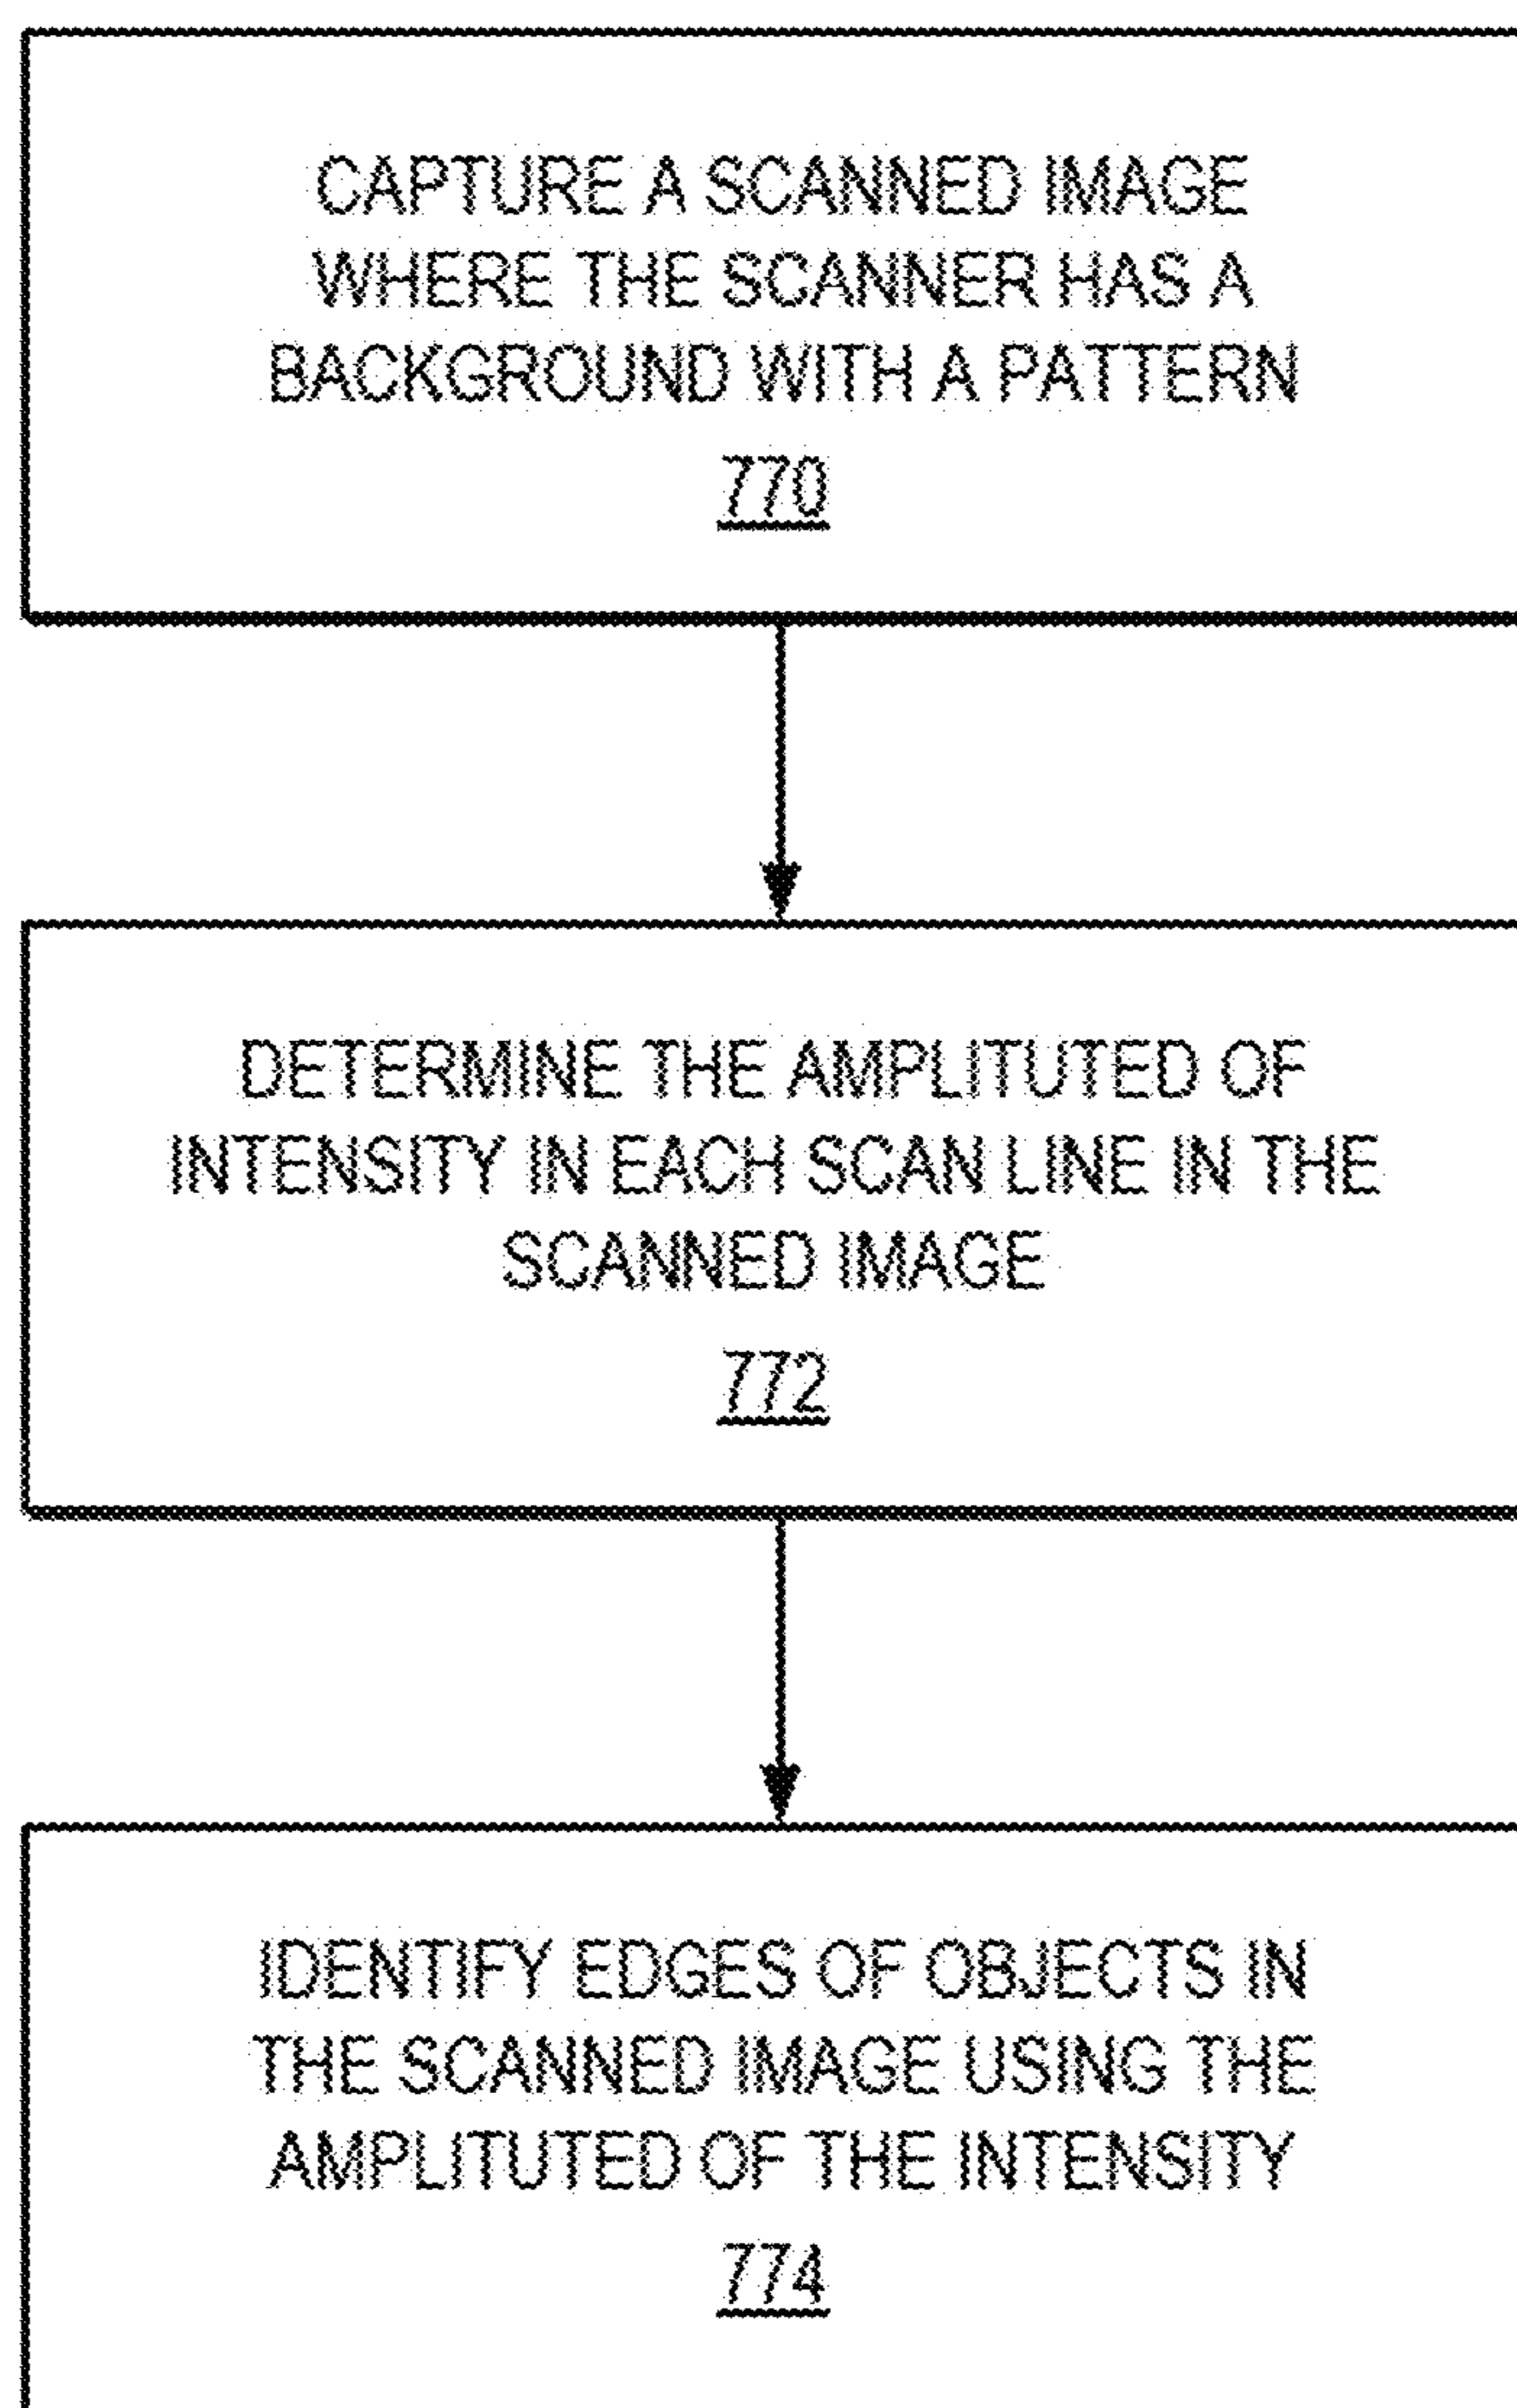 CAPTURE A SCANNED IMAGE
WHERE THE SCANNER HAS A
BACKGROUND WITH A PATTERN
770
DETERMINE THE AMPLITUTED OF
INTENSITY IN EACH SCAN LINE IN THE
SCANNED IMAGE
772
IDENTIFY EDGES OF OBJECTS IN
THE SCANNED IMAGE USING THE
AMPLITUTED OF THE INTENSITY
774